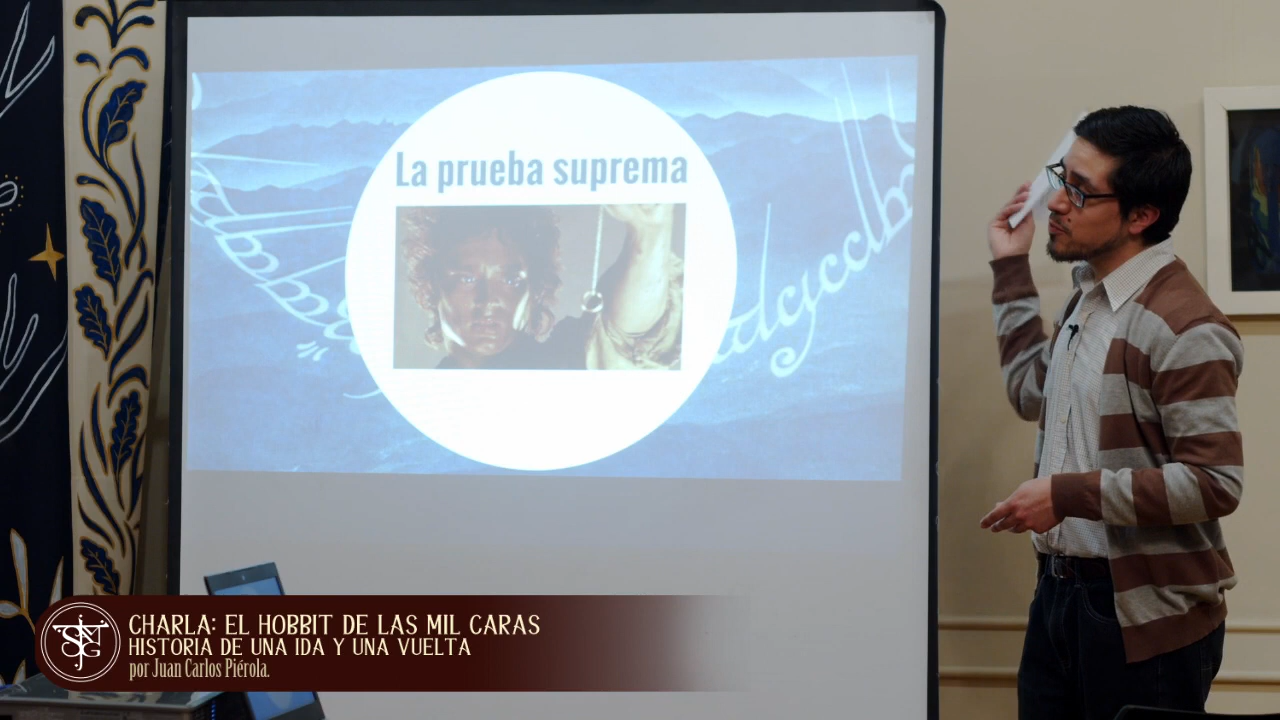 La prueba suprema
CHARLA: EL HOBBIT DE LAS MIL CARAS
HISTORIA DE UNA IDA Y UNA VUELTA
por Juan Carlos Piérola.